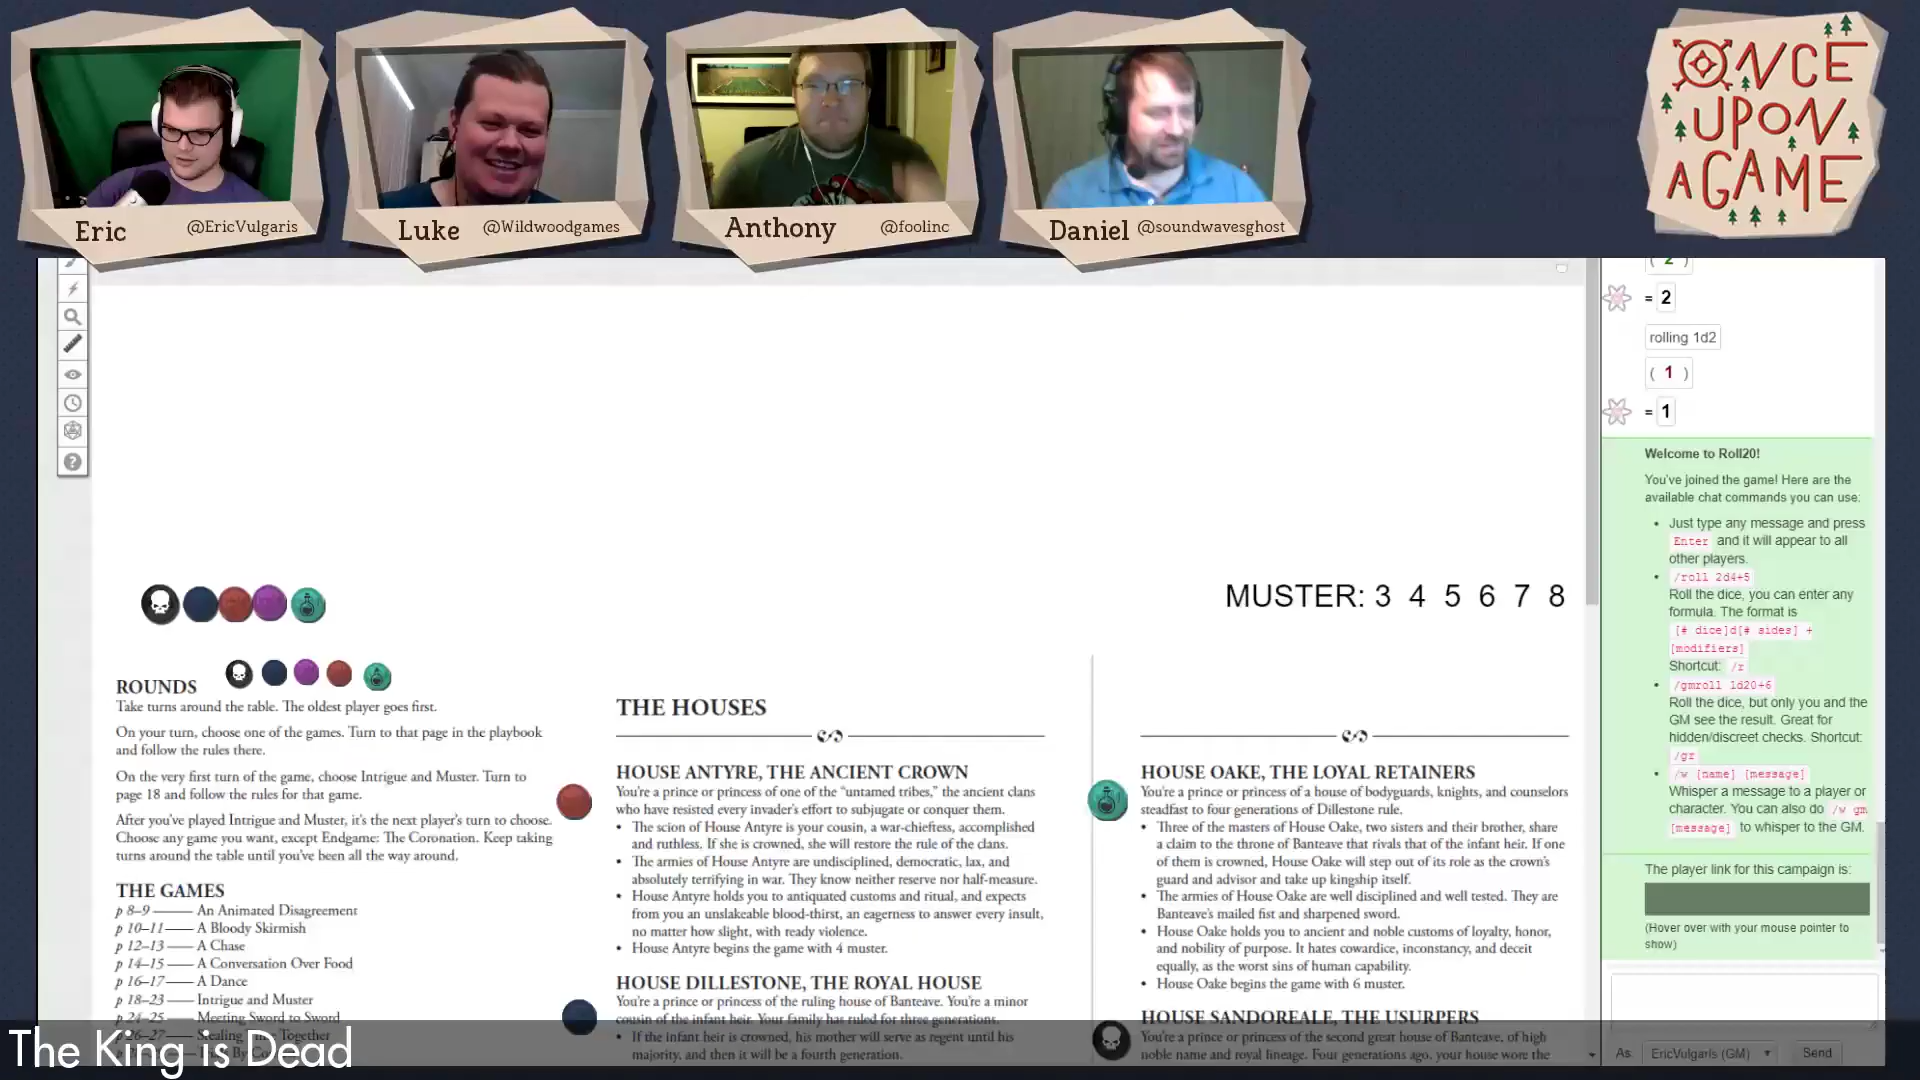 Eric @EricVulgaris
Luke @Wildwoodgames
Anthony @foolinc
Daniel @soundwavesghost
ONCE
UPON
A GAME
( 2 )
= 2
rolling 1d2
( 1 )
= 1
Welcome to Roll20!
You've joined the game! Here are the
available chat commands you can use:
• Just type any message and press
Enter and it will appear to all
other players.
• /roll 2d4+5
Roll the dice, you can enter any
formula. The format is
[# dice]d[# sides] +
[modifiers]
Shortcut: /r
• /gmroll 1d20+6
Roll the dice, but only you and the
GM see the result. Great for
hidden/discreet checks. Shortcut:
/gr
• /w [name] [message]
Whisper a message to a player or
character. You can also do /w gm
[message] to whisper to the GM.
The player link for this campaign is:
(Hover over with your mouse pointer to
show)
As: EricVulgaris (GM) Send
MUSTER: 3 4 5 6 7 8
ROUNDS
Take turns around the table. The oldest player goes first.
On your turn, choose one of the games. Turn to that page in the playbook
and follow the rules there.
On the very first turn of the game, choose Intrigue and Muster. Turn to
page 18 and follow the rules for that game.
After you've played Intrigue and Muster, it's the next player's turn to choose.
Choose any game you want, except Endgame: The Coronation. Keep taking
turns around the table until you've been all the way around.
THE GAMES
p 8–9 —— An Animated Disagreement
p 10–11 —— A Bloody Skirmish
p 12–13 —— A Chase
p 14–15 —— A Conversation Over Food
p 16–17 —— A Dance
p 18–23 —— Intrigue and Muster
p 24–25 —— Meeting Sword to Sword
p 26–27 —— Stealing Time Together
THE HOUSES
HOUSE ANTYRE, THE ANCIENT CROWN
You're a prince or princess of one of the "untamed tribes," the ancient clans
who have resisted every invader's effort to subjugate or conquer them.
• The scion of House Antyre is your cousin, a war-chieftess, accomplished
and ruthless. If she is crowned, she will restore the rule of the clans.
• The armies of House Antyre are undisciplined, democratic, lax, and
absolutely terrifying in war. They know neither reserve nor half-measure.
• House Antyre holds you to antiquated customs and ritual, and expects
from you an unslakeable blood-thirst, an eagerness to answer every insult,
no matter how slight, with ready violence.
• House Antyre begins the game with 4 muster.
HOUSE DILLESTONE, THE ROYAL HOUSE
You're a prince or princess of the ruling house of Banteave. You're a minor
cousin of the infant heir. Your family has ruled for three generations.
• If the infant heir is crowned, his mother will serve as regent until his
majority, and then it will be a fourth generation.
HOUSE OAKE, THE LOYAL RETAINERS
You're a prince or princess of a house of bodyguards, knights, and counselors
steadfast to four generations of Dillestone rule.
• Three of the masters of House Oake, two sisters and their brother, share
a claim to the throne of Banteave that rivals that of the infant heir. If one
of them is crowned, House Oake will step out of its role as the crown's
guard and advisor and take up kingship itself.
• The armies of House Oake are well disciplined and well tested. They are
Banteave's mailed fist and sharpened sword.
• House Oake holds you to ancient and noble customs of loyalty, honor,
and nobility of purpose. It hates cowardice, inconstancy, and deceit
equally, as the worst sins of human capability.
• House Oake begins the game with 6 muster.
HOUSE SANDOREALE, THE USURPERS
You're a prince or princess of the second great house of Banteave, of high
noble name and royal lineage. Four generations ago, your house wore the
The King is Dead